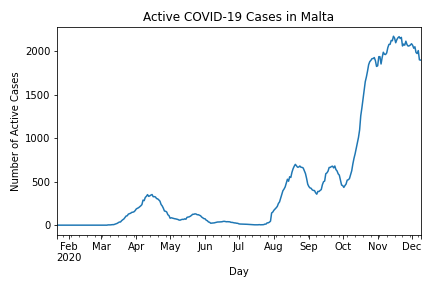 Active COVID-19 Cases in Malta
Number of Active Cases
2000
1500
1000
500
0
Feb Mar Apr May Jun Jul Aug Sep Oct Nov Dec
2020
Day